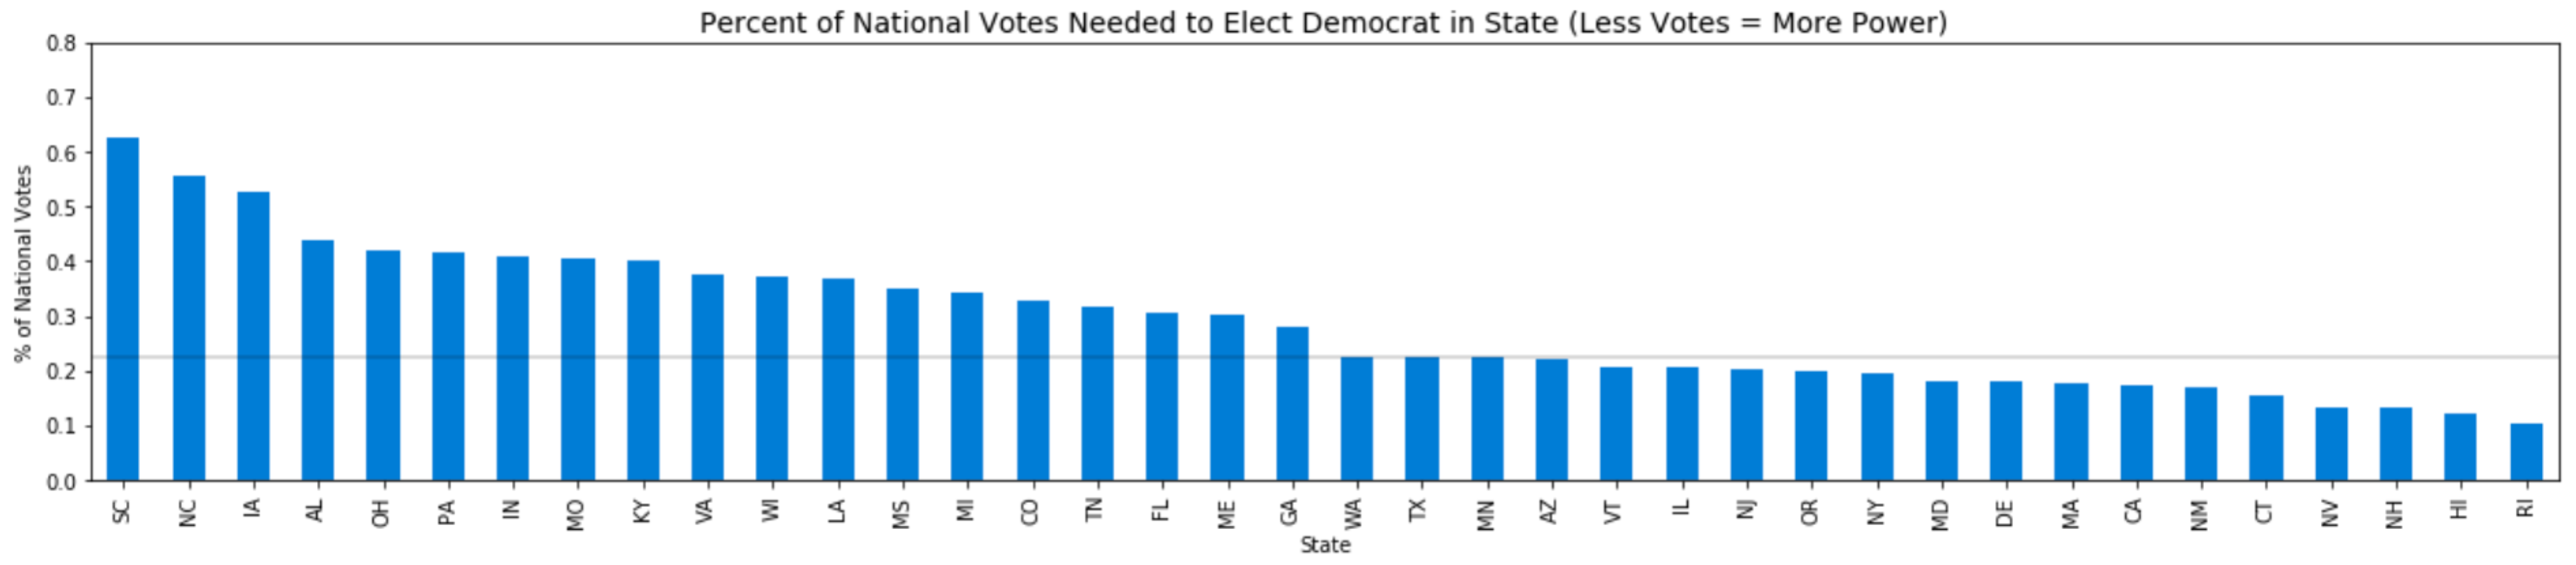 Percent of National Votes Needed to Elect Democrat in State (Less Votes = More Power)
% of National Votes
0.8
0.7
0.6
0.5
0.4
0.3
0.2
0.1
0.0
SC NC IA AL OH PA IN MO KY VA WI LA MS MI CO TN FL ME GA WA TX MN AZ VT IL NJ OR NY MD DE MA CA NM CT NV NH HI RI
State